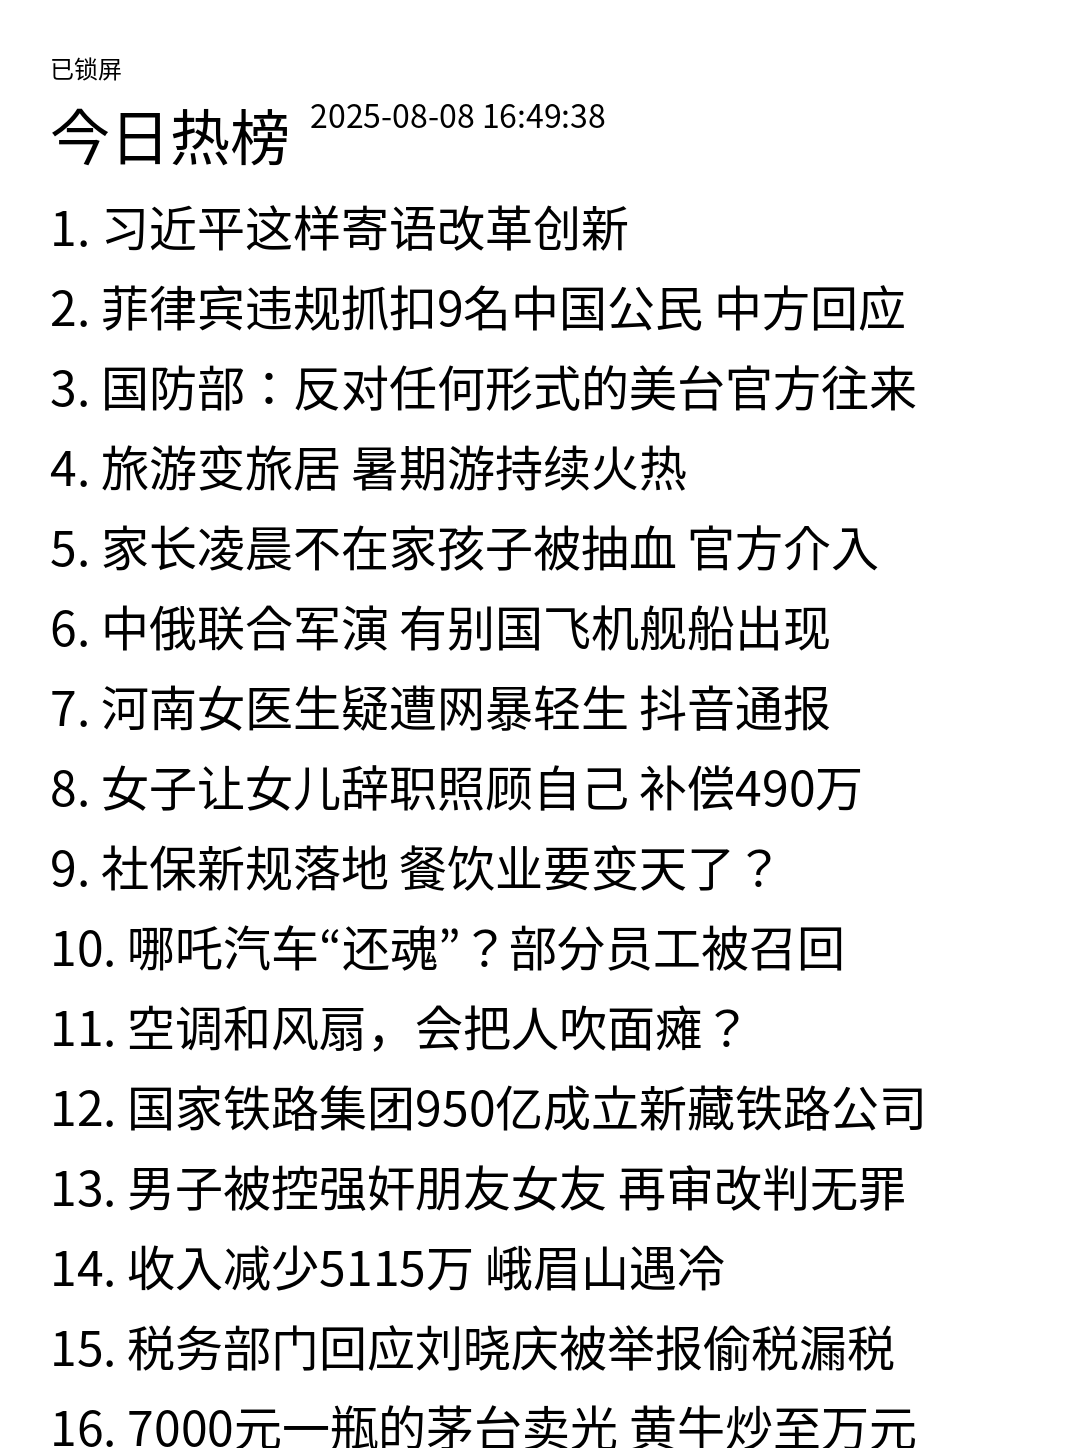 已锁屏
今日热榜 2025-08-08 16:49:38
1. 习近平这样寄语改革创新
2. 菲律宾违规抓扣9名中国公民 中方回应
3. 国防部：反对任何形式的美台官方往来
4. 旅游变旅居 暑期游持续火热
5. 家长凌晨不在家孩子被抽血 官方介入
6. 中俄联合军演 有别国飞机舰船出现
7. 河南女医生疑遭网暴轻生 抖音通报
8. 女子让女儿辞职照顾自己 补偿490万
9. 社保新规落地 餐饮业要变天了？
10. 哪吒汽车“还魂”？部分员工被召回
11. 空调和风扇，会把人吹面瘫？
12. 国家铁路集团950亿成立新藏铁路公司
13. 男子被控强奸朋友女友 再审改判无罪
14. 收入减少5115万 峨眉山遇冷
15. 税务部门回应刘晓庆被举报偷税漏税
16. 7000元一瓶的茅台卖光 黄牛炒至万元